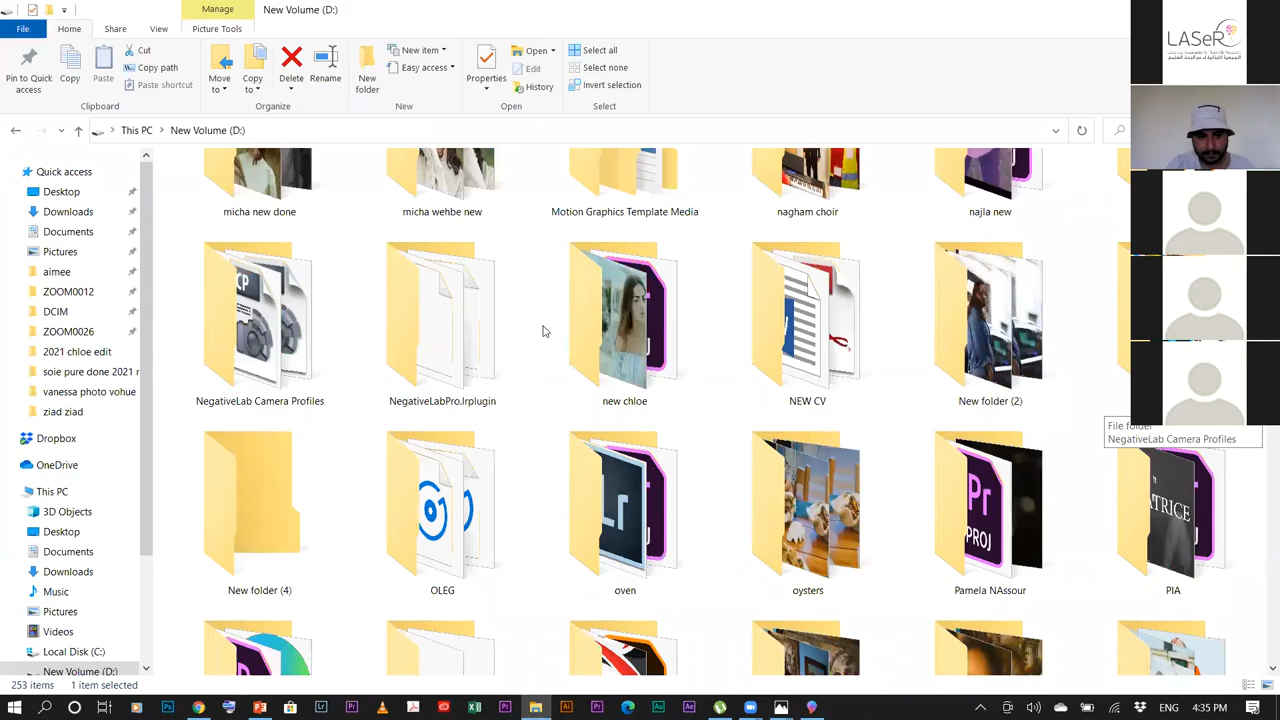 Manage
New Volume (D:)
File
Home
Share
View
Picture Tools
Pin to Quick access
Copy
Paste
Cut
Copy path
Paste shortcut
Clipboard
Move to
Copy to
Delete
Rename
Organize
New folder
New item
Easy access
New
Properties
Open
Edit
History
Open
Select all
Select none
Invert selection
Select
This PC
New Volume (D:)
Quick access
Desktop
Downloads
Documents
Pictures
aimee
ZOOM0012
DCIM
ZOOM0026
2021 chloe edit
soie pure done 2021 r
vanessa photo vohue
ziad ziad
Dropbox
OneDrive
This PC
3D Objects
Desktop
Documents
Downloads
Music
Pictures
Videos
Local Disk (C:)
New Volume (D:)
micha new done
micha wehbe new
Motion Graphics Template Media
nagham choir
najla new
NegativeLab Camera Profiles
NegativeLabPro.lrplugin
new chloe
NEW CV
New folder (2)
File folder
NegativeLab Camera Profiles
New folder (4)
OLEG
Lr
oven
oysters
Pr
PROJ
Pamela NAssour
PIA
LASeR
253 items
1 item selected
ENG
4:35 PM